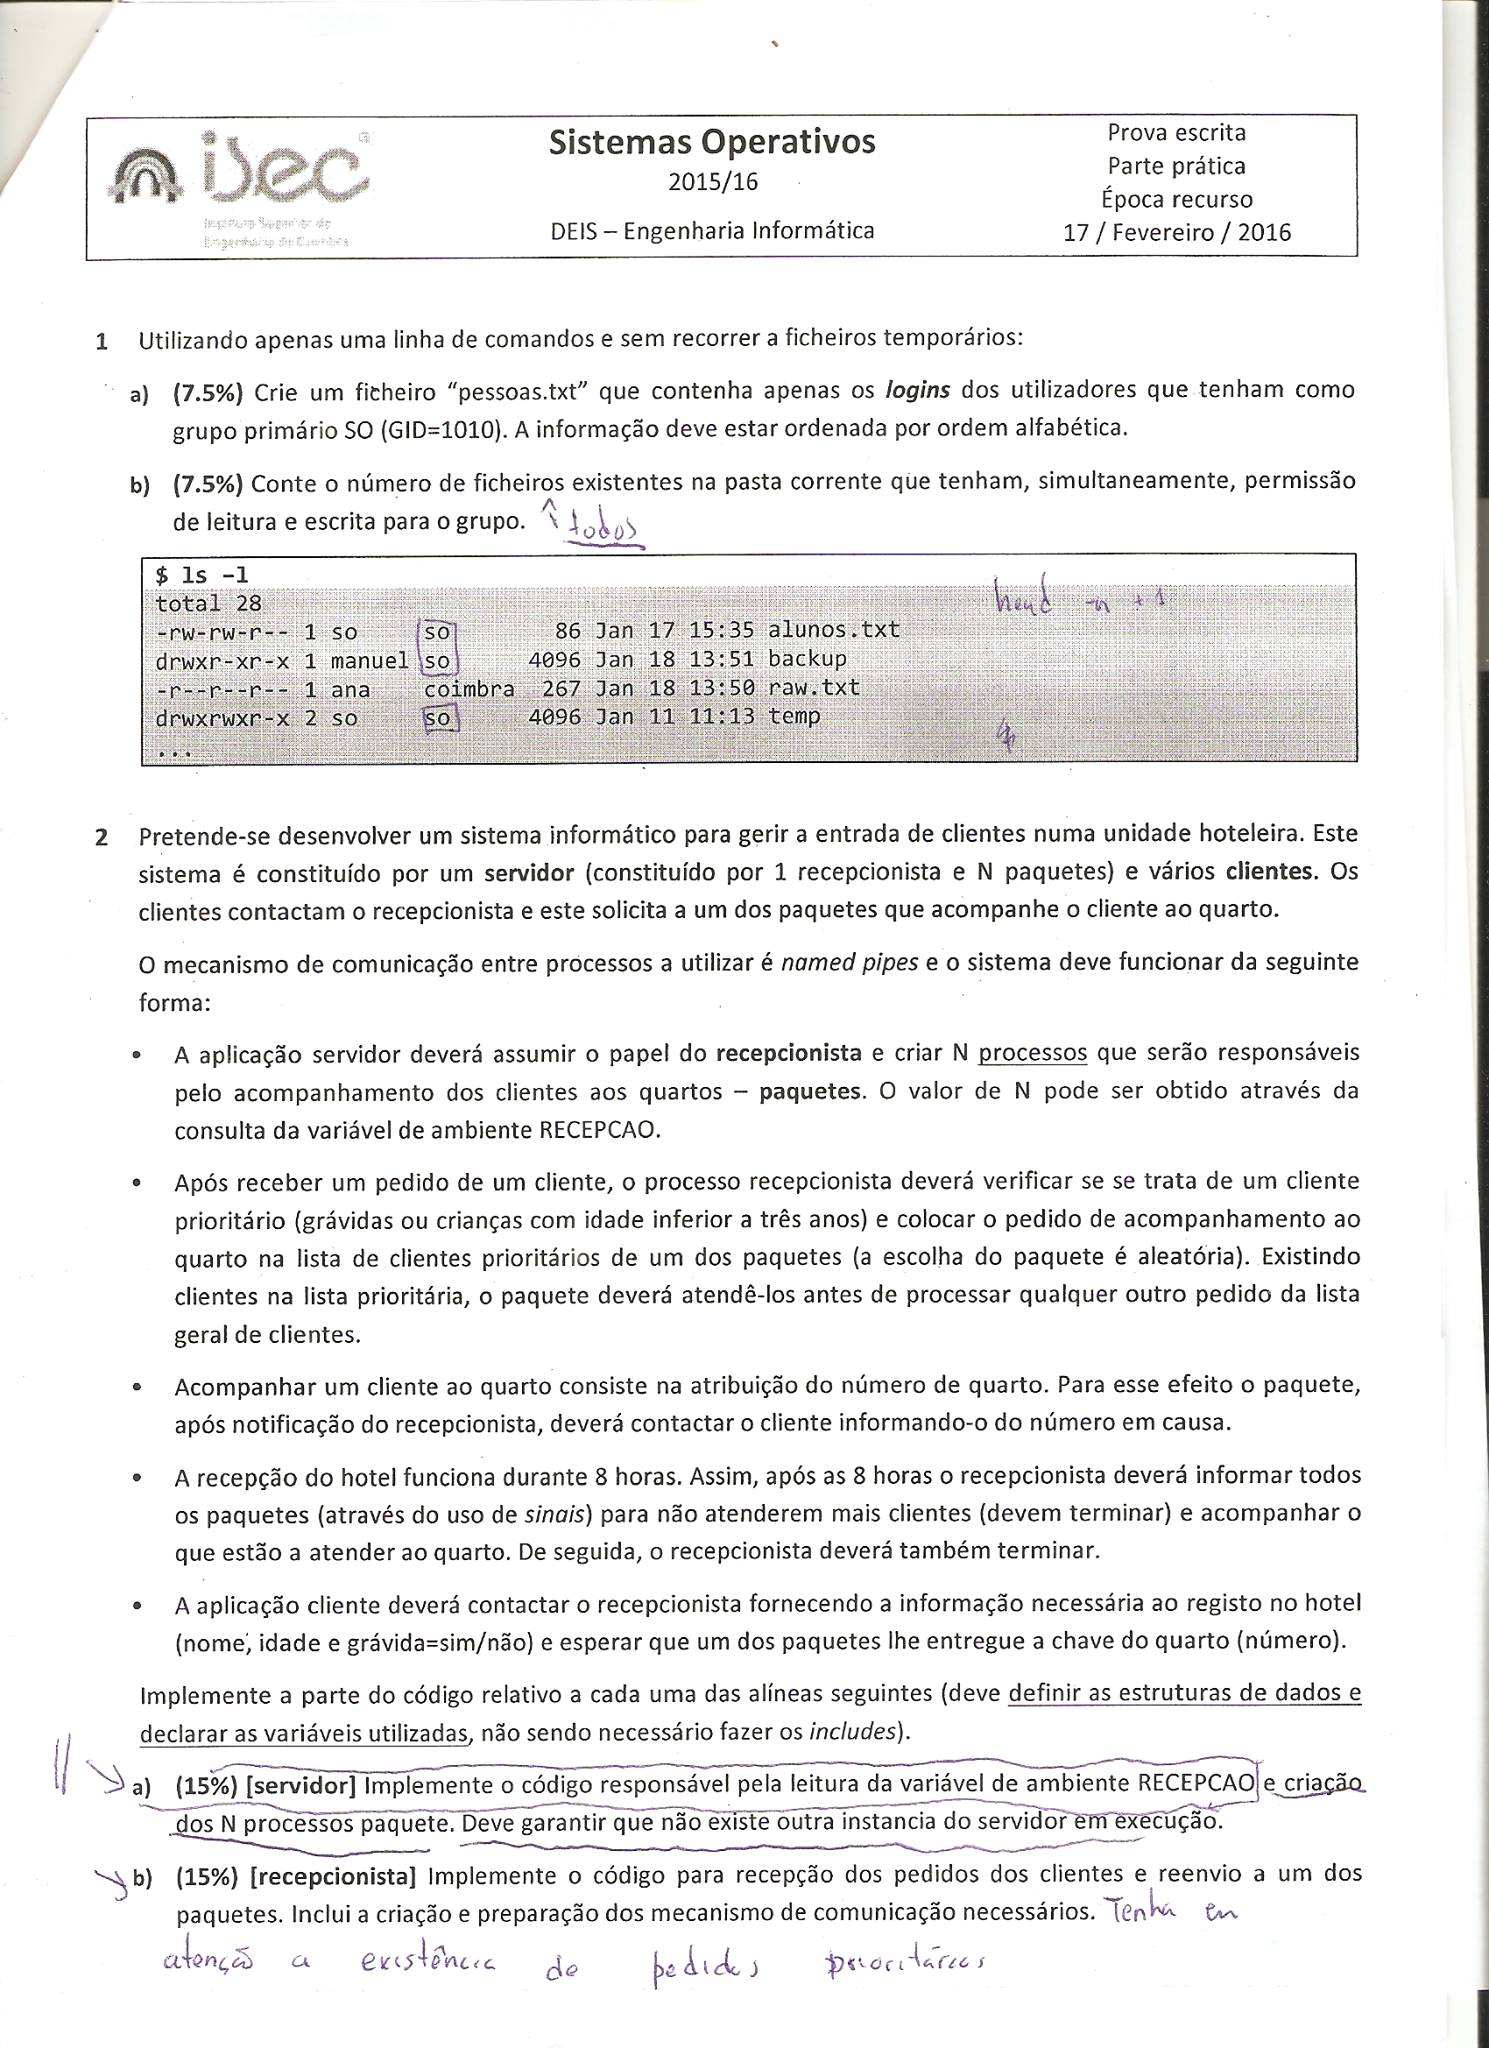 isec
Instituto Superior de
Engenharia de Coimbra
Sistemas Operativos
2015/16
DEIS – Engenharia Informática
Prova escrita
Parte prática
Época recurso
17 / Fevereiro / 2016
1 Utilizando apenas uma linha de comandos e sem recorrer a ficheiros temporários:
a) (7.5%) Crie um ficheiro “pessoas.txt” que contenha apenas os logins dos utilizadores que tenham como
grupo primário SO (GID=1010). A informação deve estar ordenada por ordem alfabética.
b) (7.5%) Conte o número de ficheiros existentes na pasta corrente que tenham, simultaneamente, permissão
de leitura e escrita para o grupo. todos
$ ls -l
total 28 head -n +1
-rw-rw-r-- 1 so so 86 Jan 17 15:35 alunos.txt
drwxr-xr-x 1 manuel so 4096 Jan 18 13:51 backup
-r--r--r-- 1 ana coimbra 267 Jan 18 13:50 raw.txt
drwxrwxr-x 2 so so 4096 Jan 11 11:13 temp
...
2 Pretende-se desenvolver um sistema informático para gerir a entrada de clientes numa unidade hoteleira. Este
sistema é constituído por um servidor (constituído por 1 recepcionista e N paquetes) e vários clientes. Os
clientes contactam o recepcionista e este solicita a um dos paquetes que acompanhe o cliente ao quarto.
O mecanismo de comunicação entre processos a utilizar é named pipes e o sistema deve funcionar da seguinte
forma:
• A aplicação servidor deverá assumir o papel do recepcionista e criar N processos que serão responsáveis
pelo acompanhamento dos clientes aos quartos – paquetes. O valor de N pode ser obtido através da
consulta da variável de ambiente RECEPCAO.
• Após receber um pedido de um cliente, o processo recepcionista deverá verificar se se trata de um cliente
prioritário (grávidas ou crianças com idade inferior a três anos) e colocar o pedido de acompanhamento ao
quarto na lista de clientes prioritários de um dos paquetes (a escolha do paquete é aleatória). Existindo
clientes na lista prioritária, o paquete deverá atendê-los antes de processar qualquer outro pedido da lista
geral de clientes.
• Acompanhar um cliente ao quarto consiste na atribuição do número de quarto. Para esse efeito o paquete,
após notificação do recepcionista, deverá contactar o cliente informando-o do número em causa.
• A recepção do hotel funciona durante 8 horas. Assim, após as 8 horas o recepcionista deverá informar todos
os paquetes (através do uso de sinais) para não atenderem mais clientes (devem terminar) e acompanhar o
que estão a atender ao quarto. De seguida, o recepcionista deverá também terminar.
• A aplicação cliente deverá contactar o recepcionista fornecendo a informação necessária ao registo no hotel
(nome, idade e grávida=sim/não) e esperar que um dos paquetes lhe entregue a chave do quarto (número).
Implemente a parte do código relativo a cada uma das alíneas seguintes (deve definir as estruturas de dados e
declarar as variáveis utilizadas, não sendo necessário fazer os includes).
a) (15%) [servidor] Implemente o código responsável pela leitura da variável de ambiente RECEPCAO e criação
dos N processos paquete. Deve garantir que não existe outra instancia do servidor em execução.
b) (15%) [recepcionista] Implemente o código para recepção dos pedidos dos clientes e reenvio a um dos
paquetes. Inclui a criação e preparação dos mecanismo de comunicação necessários. Tenha em
atenção a existência de pedidos prioritários